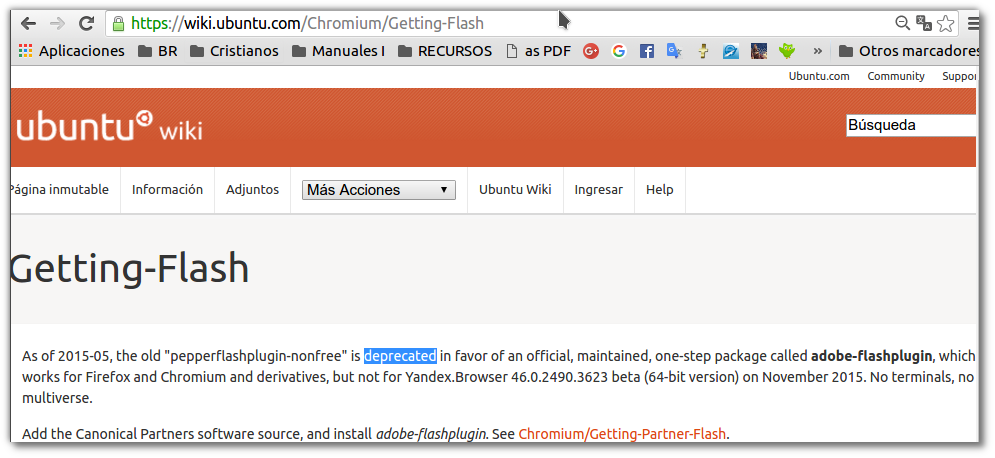 https://wiki.ubuntu.com/Chromium/Getting-Flash
Aplicaciones BR Cristianos Manuales I RECURSOS as PDF » Otros marcadores
Ubuntu.com Community Suppo
ubuntu wiki Búsqueda
Página inmutable Información Adjuntos Más Acciones Ubuntu Wiki Ingresar Help
Getting-Flash
As of 2015-05, the old "pepperflashplugin-nonfree" is deprecated in favor of an official, maintained, one-step package called adobe-flashplugin, which
works for Firefox and Chromium and derivatives, but not for Yandex.Browser 46.0.2490.3623 beta (64-bit version) on November 2015. No terminals, no
multiverse.
Add the Canonical Partners software source, and install adobe-flashplugin. See Chromium/Getting-Partner-Flash.